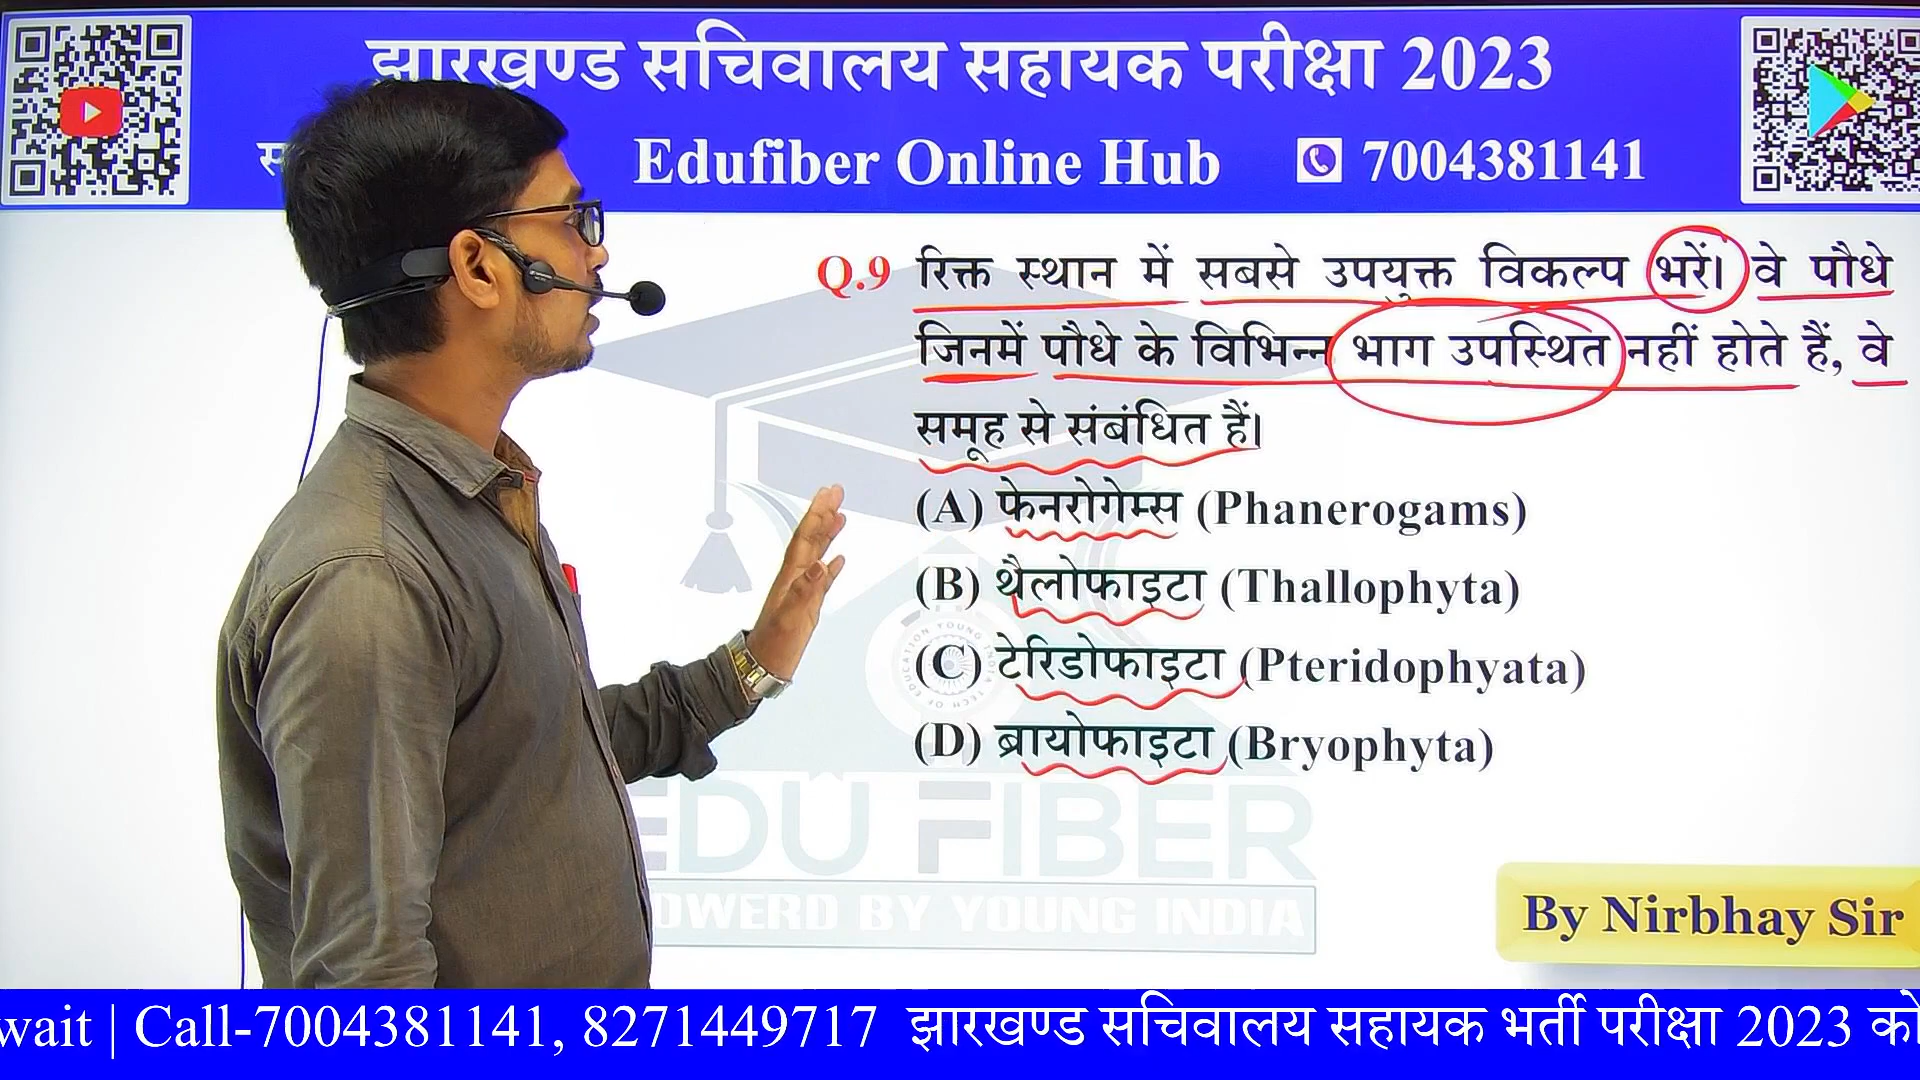 झारखण्ड सचिवालय सहायक परीक्षा 2023
Edufiber Online Hub 7004381141
Q.9 रिक्त स्थान में सबसे उपयुक्त विकल्प भरें। वे पौधे
जिनमें पौधे के विभिन्न भाग उपस्थित नहीं होते हैं, वे
समूह से संबंधित हैं।
(A) फेनरोगेम्स (Phanerogams)
(B) थैलोफाइटा (Thallophyta)
(C) टेरिडोफाइटा (Pteridophyata)
(D) ब्रायोफाइटा (Bryophyta)
EDU FIBER
OWERD BY YOUNG INDIA
By Nirbhay Sir
wait | Call-7004381141, 8271449717 झारखण्ड सचिवालय सहायक भर्ती परीक्षा 2023 को